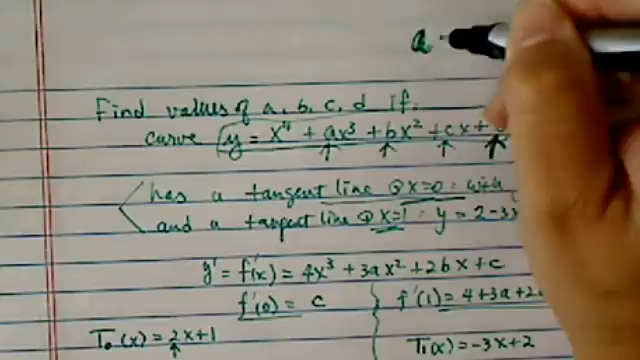 a
Find values of a, b, c, d if
curve y = x⁴ + ax³ + bx² + cx +
has a tangent line @ x=0 : with
and a tangent line @ x=1 : y = 2-3
y' = f'(x) = 4x³ + 3ax² + 2bx + c
f'(0) = c
f'(1) = 4+3a+2
T₀(x) = 2x+1
T₁(x) = -3x+2